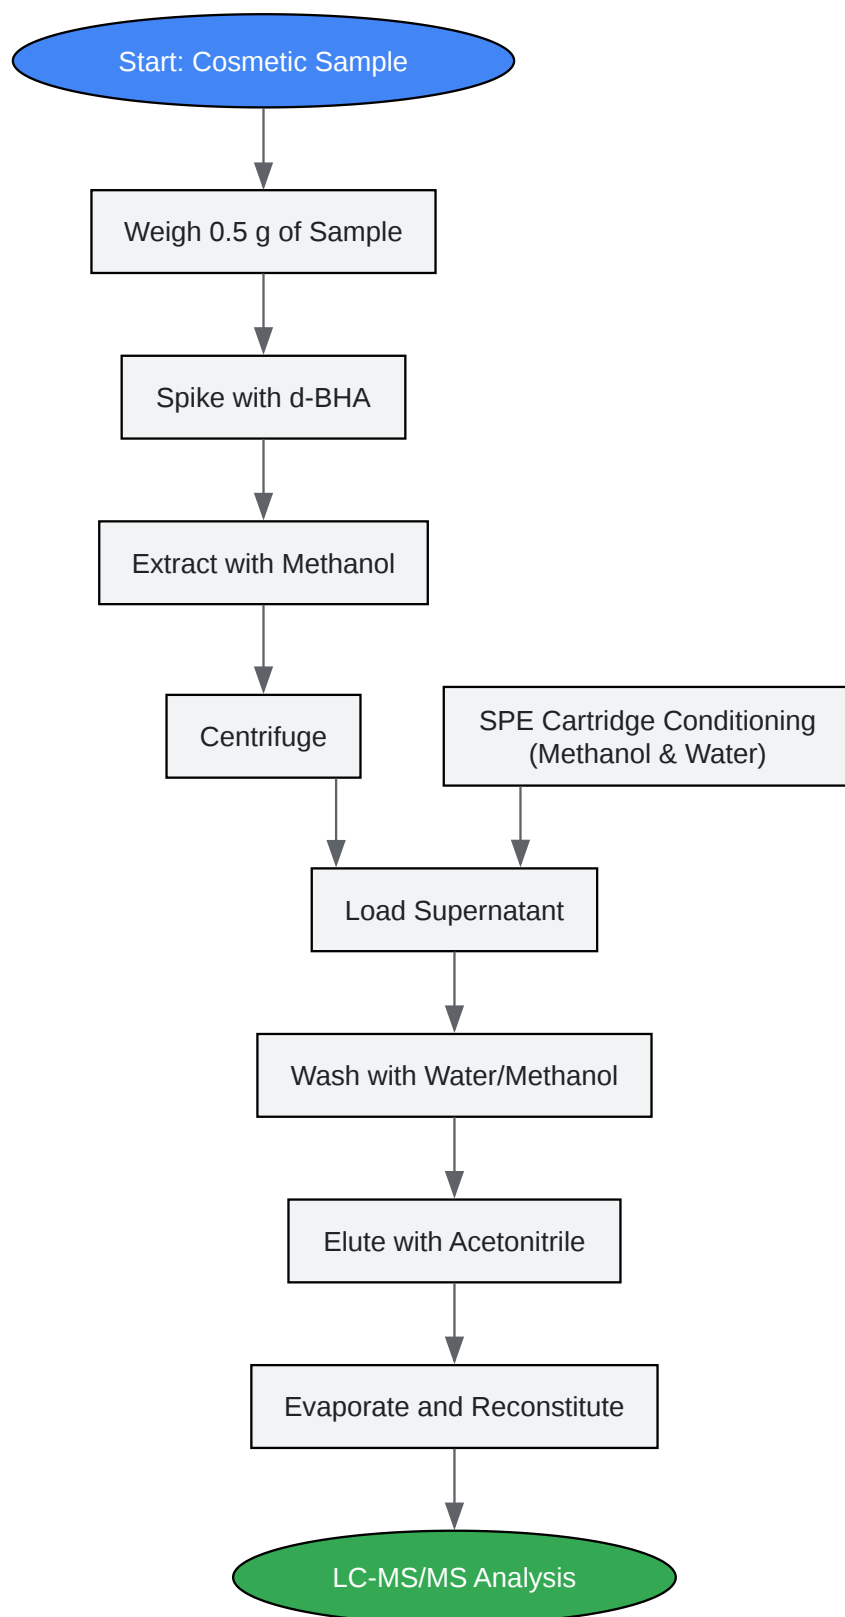 Start: Cosmetic Sample
Weigh 0.5 g of Sample
Spike with d-BHA
Extract with Methanol
Centrifuge
SPE Cartridge Conditioning
(Methanol & Water)
Load Supernatant
Wash with Water/Methanol
Elute with Acetonitrile
Evaporate and Reconstitute
LC-MS/MS Analysis